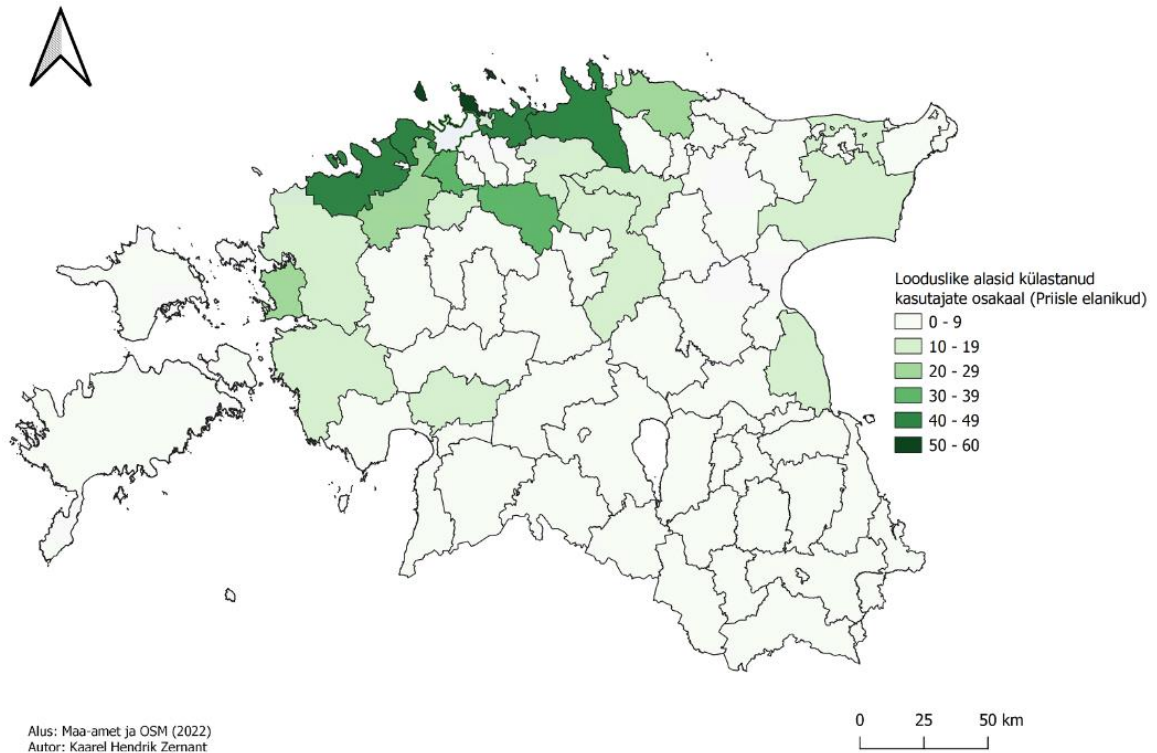 Looduslike alasid külastanud
kasutajate osakaal (Priisle elanikud)
0 - 9
10 - 19
20 - 29
30 - 39
40 - 49
50 - 60
Alus: Maa-amet ja OSM (2022)
Autor: Kaarel Hendrik Zernant
0 25 50 km